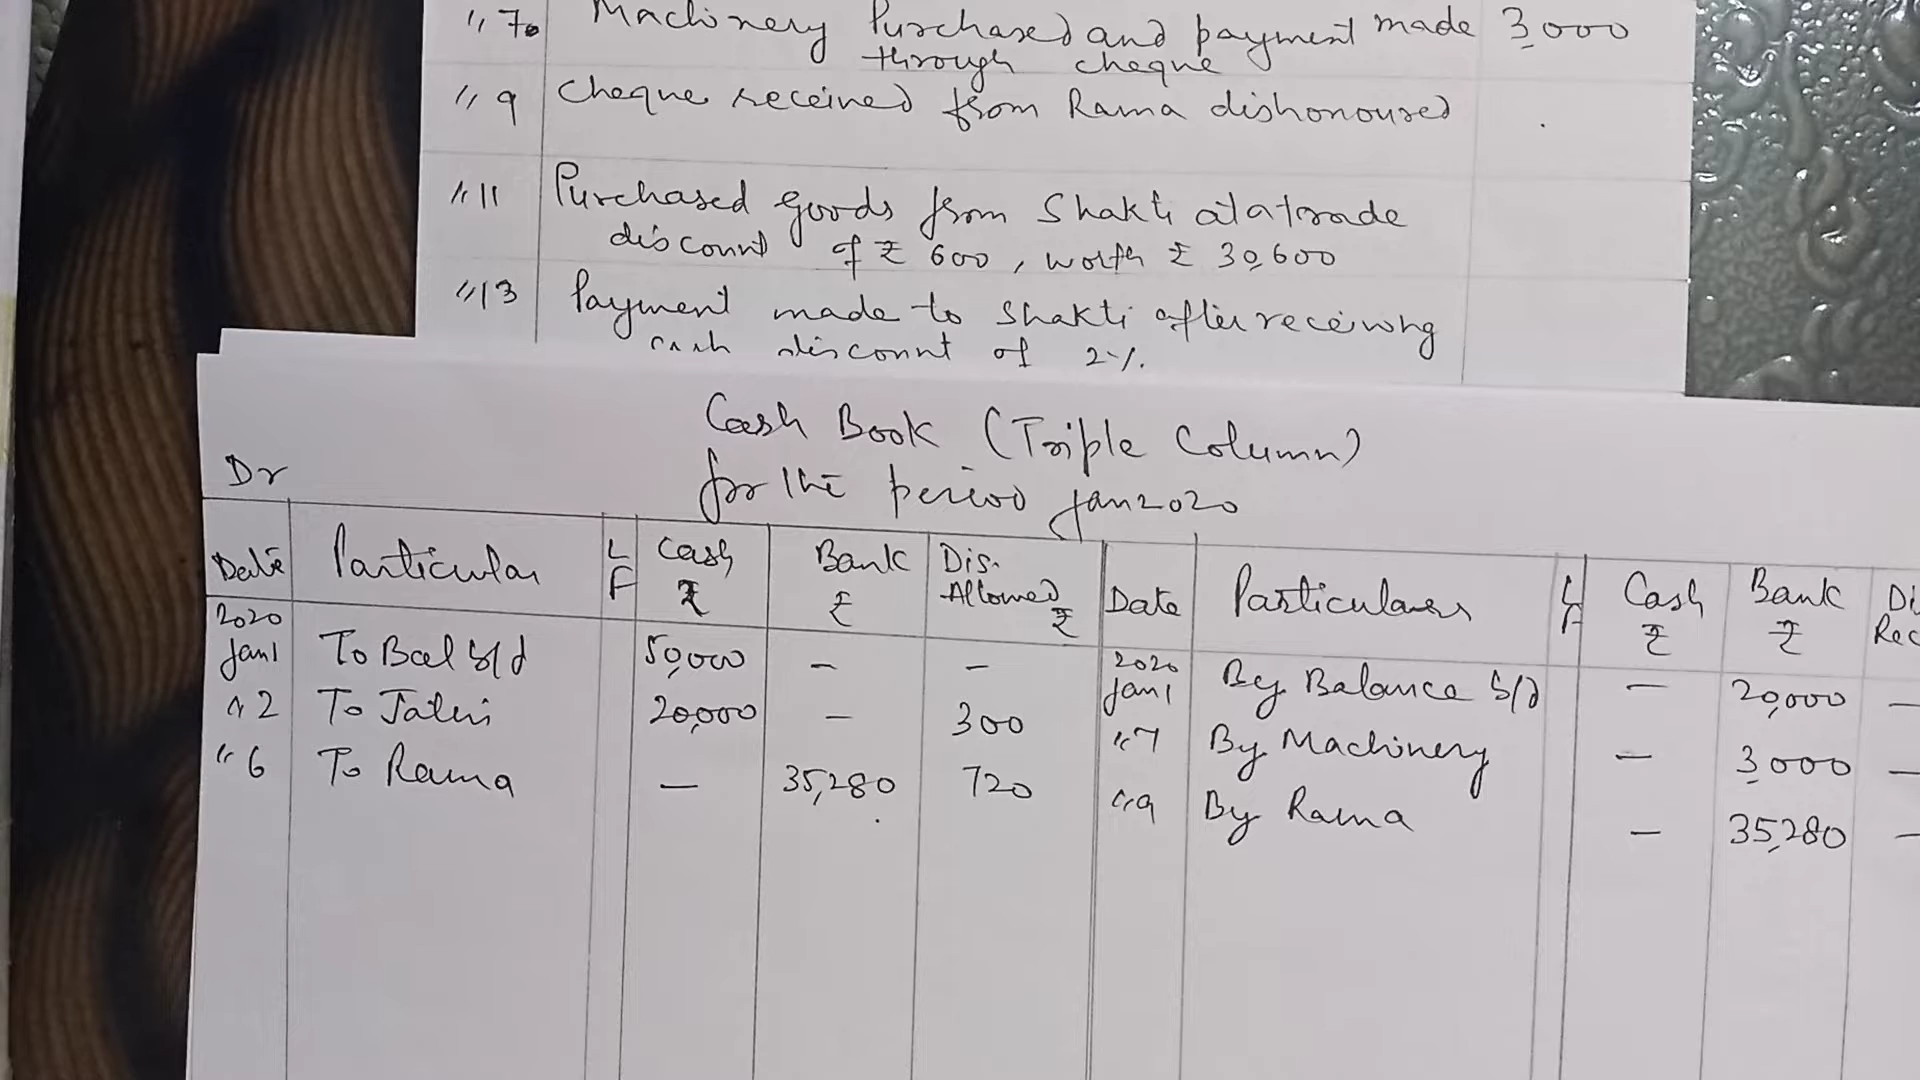 " 7 Machinery Purchased and payment made 3,000
through cheque
" 9 Cheque received from Rama dishonoured
" 11 Purchased goods from Shakti at a trade
discount of ₹ 600, worth ₹ 30,600
" 13 Payment made to Shakti after receiving
cash discount of 2%.
Cash Book (Triple Column)
for the period Jan 2020
Dr
Date Particular LF Cash ₹ Bank ₹ Dis. Allowed ₹ Date Particulars LF Cash ₹ Bank ₹ Di Rec
2020 2020
Jan 1 To Bal b/d 50,000 – – Jan 1 By Balance b/d – 20,000 –
" 2 To Jatin 20,000 – 300 " 7 By Machinery – 3,000 –
" 6 To Rama – 35,280 720 " 9 By Rama – 35,280 –